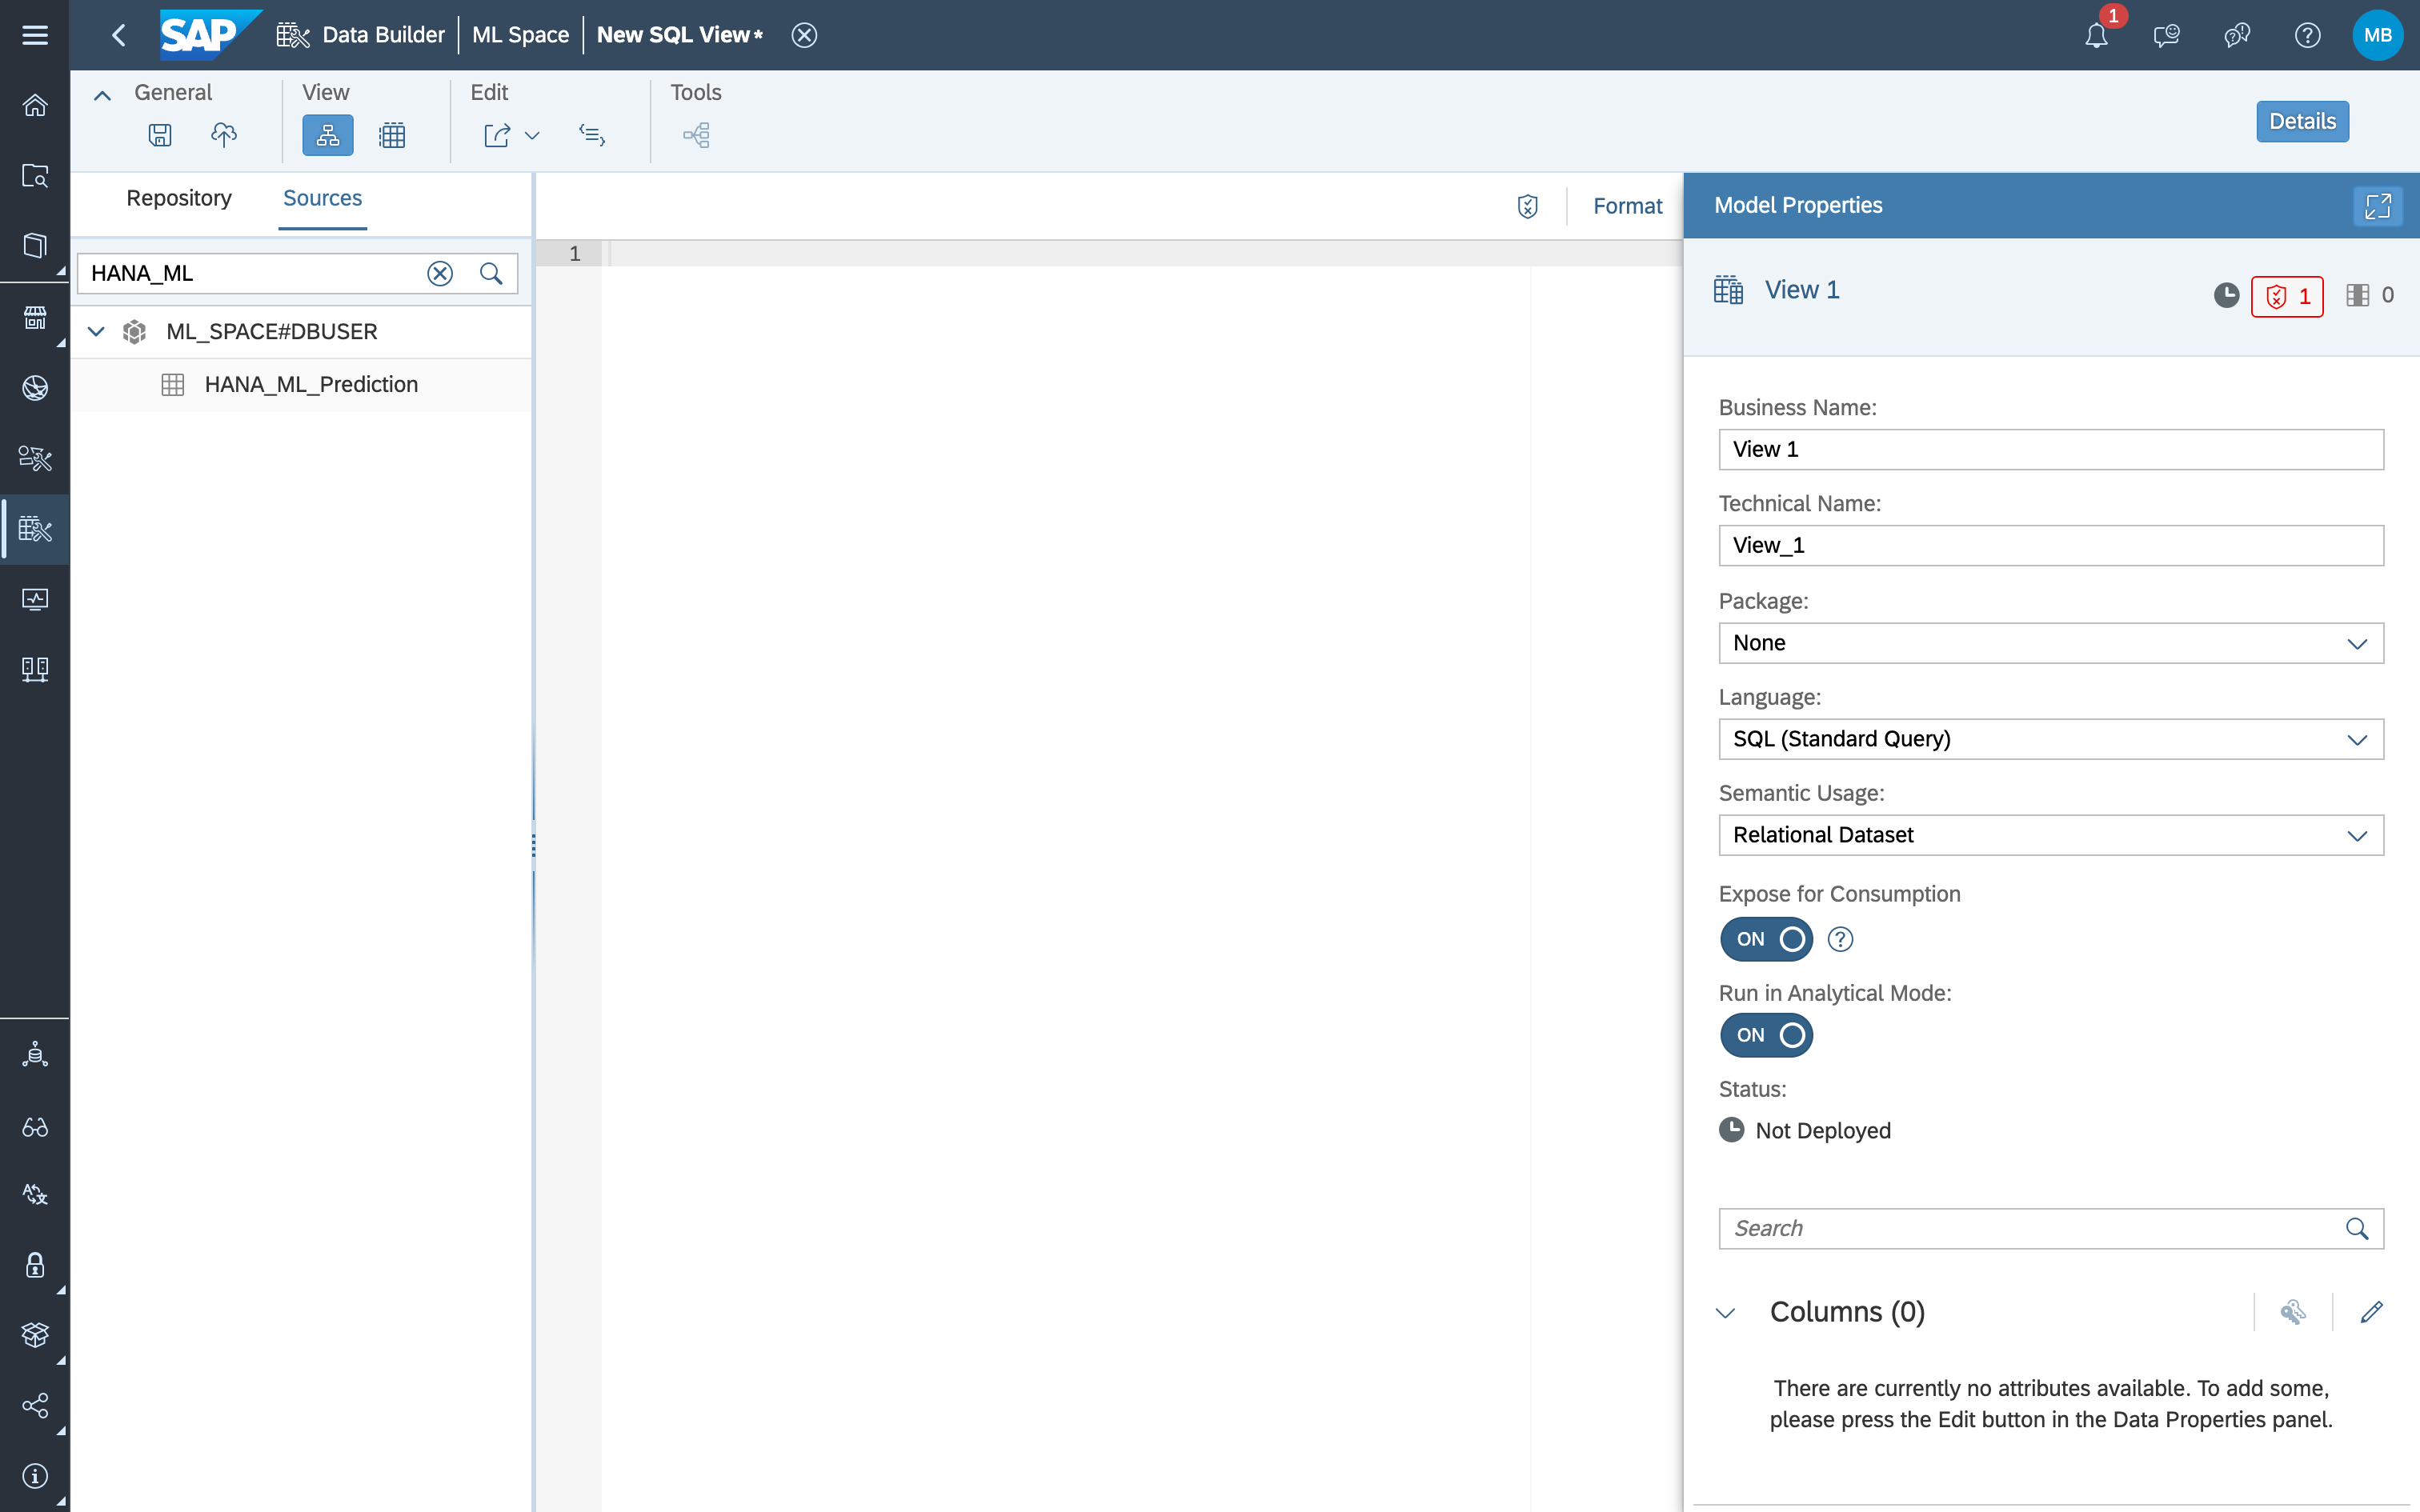 SAP
Data Builder
ML Space
New SQL View*
1
MB
General
View
Edit
Tools
Details
Repository
Sources
HANA_ML
ML_SPACE#DBUSER
HANA_ML_Prediction
Format
1
Model Properties
View 1
1
0
Business Name:
View 1
Technical Name:
View_1
Package:
None
Language:
SQL (Standard Query)
Semantic Usage:
Relational Dataset
Expose for Consumption
ON
Run in Analytical Mode:
ON
Status:
Not Deployed
Search
Columns (0)
There are currently no attributes available. To add some,
please press the Edit button in the Data Properties panel.